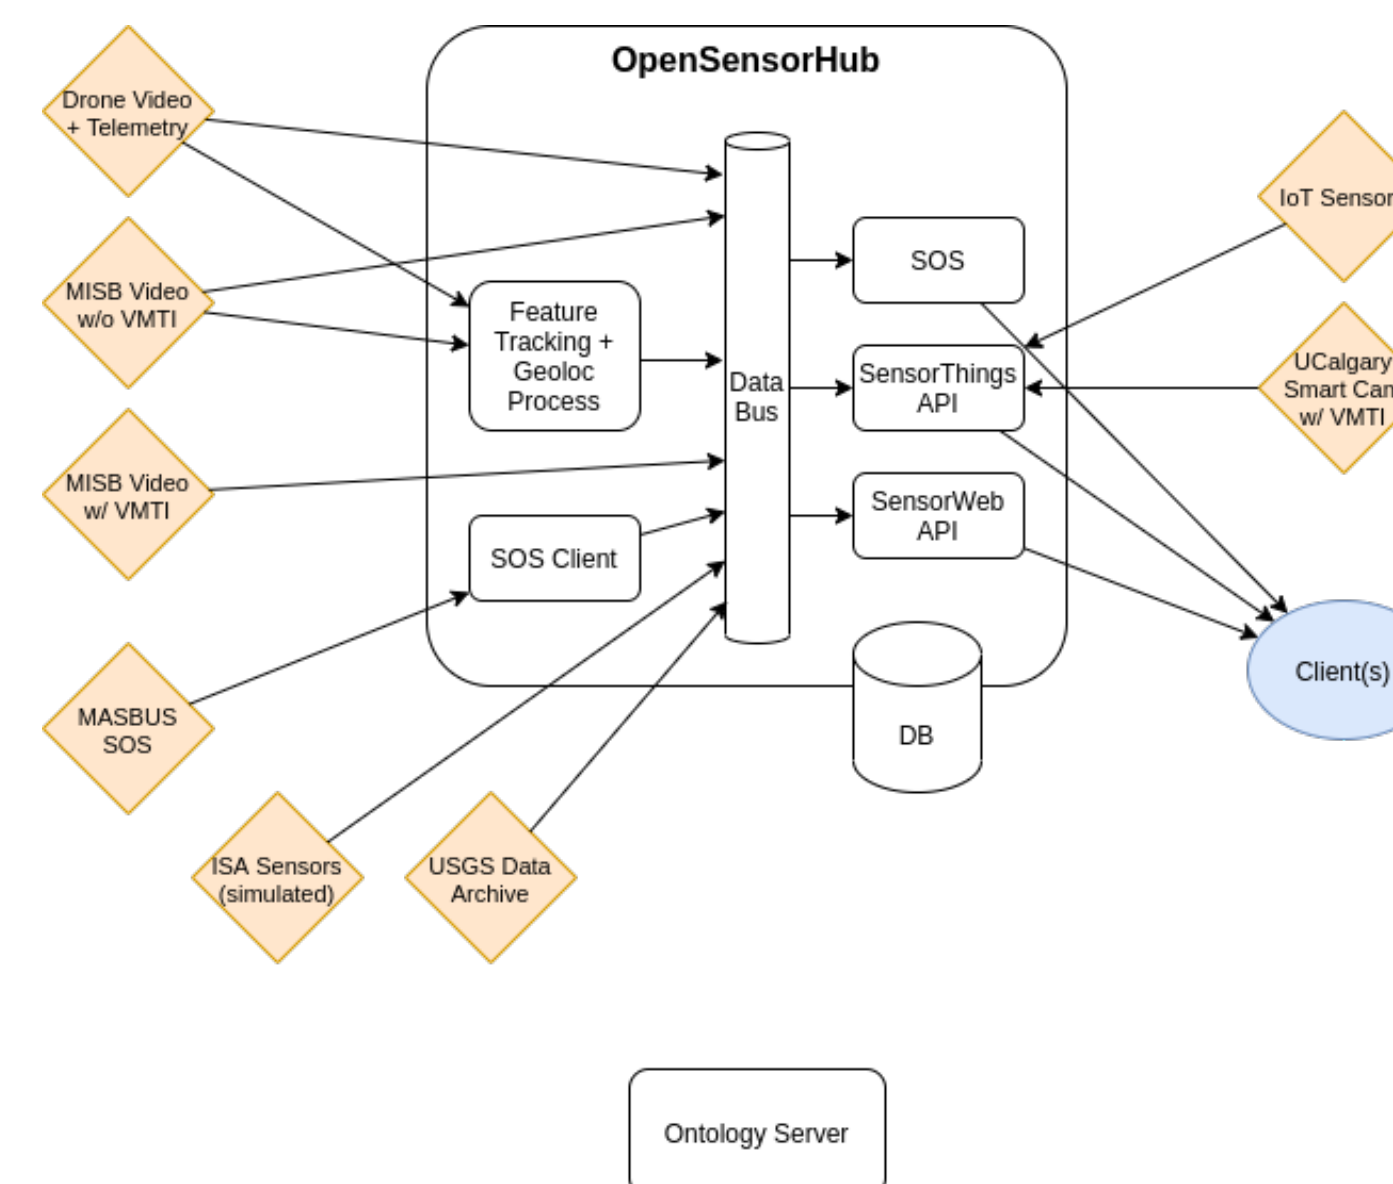 OpenSensorHub
Drone Video
+ Telemetry
MISB Video
w/o VMTI
MISB Video
w/ VMTI
MASBUS
SOS
ISA Sensors
(simulated)
USGS Data
Archive
Feature
Tracking +
Geoloc
Process
SOS Client
Data
Bus
SOS
SensorThings
API
SensorWeb
API
DB
IoT Sensor
UCalgary
Smart Cam
w/ VMTI
Client(s)
Ontology Server